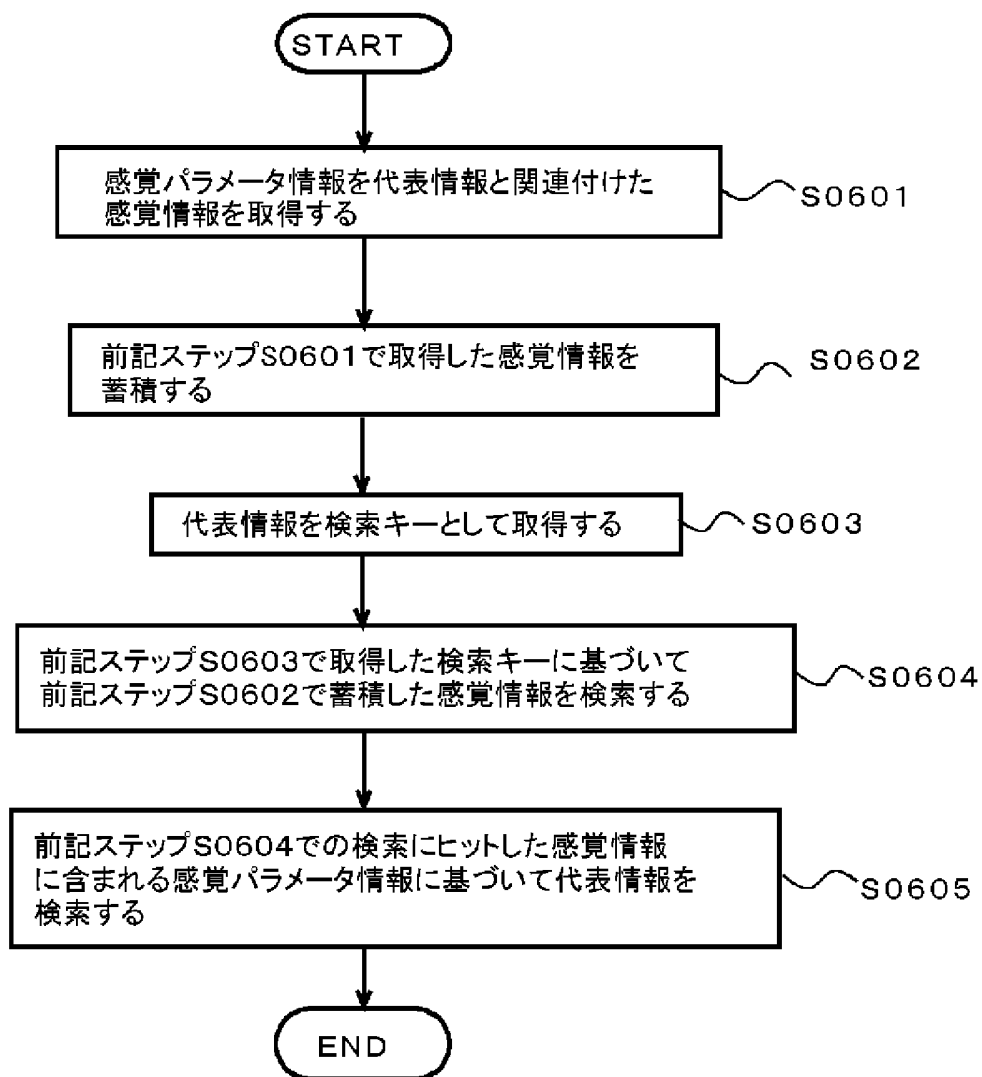 START
感覚パラメータ情報を代表情報と関連付けた
感覚情報を取得する
S0601
前記ステップS0601で取得した感覚情報を
蓄積する
S0602
代表情報を検索キーとして取得する
S0603
前記ステップS0603で取得した検索キーに基づいて
前記ステップS0602で蓄積した感覚情報を検索する
S0604
前記ステップS0604での検索にヒットした感覚情報
に含まれる感覚パラメータ情報に基づいて代表情報を
検索する
S0605
END